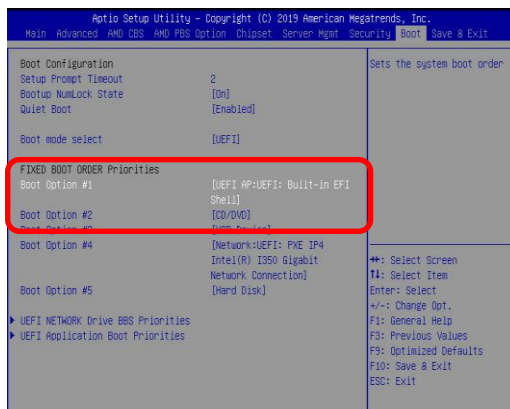 Aptio Setup Utility – Copyright (C) 2019 American Megatrends, Inc.
Main Advanced AMD CBS AMD PBS Option Chipset Server Mgmt Security Boot Save & Exit
Boot Configuration
Setup Prompt Timeout 2
Bootup NumLock State [On]
Quiet Boot [Enabled]
Boot mode select [UEFI]
FIXED BOOT ORDER Priorities
Boot Option #1 [UEFI AP:UEFI: Built-in EFI
Shell]
Boot Option #2 [CD/DVD]
Boot Option #3 [USB Device]
Boot Option #4 [Network:UEFI: PXE IP4
Intel(R) I350 Gigabit
Network Connection]
Boot Option #5 [Hard Disk]
UEFI NETWORK Drive BBS Priorities
UEFI Application Boot Priorities
Sets the system boot order
→←: Select Screen
↑↓: Select Item
Enter: Select
+/-: Change Opt.
F1: General Help
F3: Previous Values
F9: Optimized Defaults
F10: Save & Exit
ESC: Exit